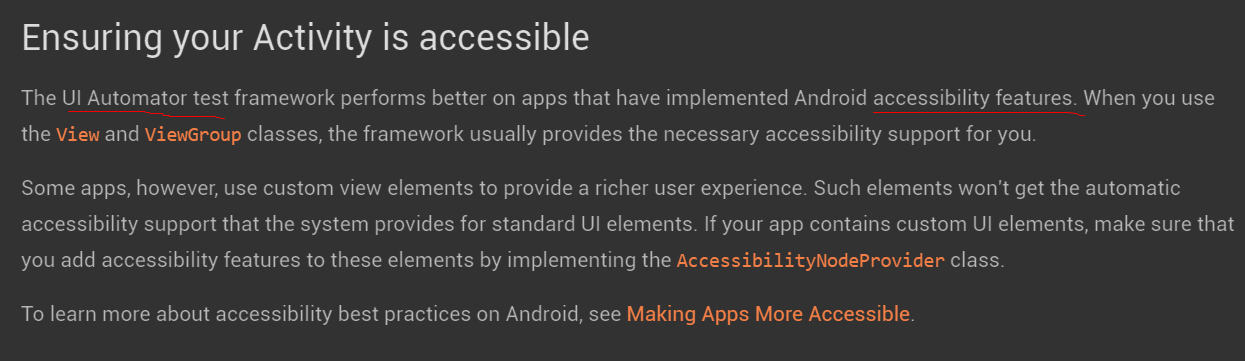 Ensuring your Activity is accessible
The UI Automator test framework performs better on apps that have implemented Android accessibility features. When you use
the View and ViewGroup classes, the framework usually provides the necessary accessibility support for you.
Some apps, however, use custom view elements to provide a richer user experience. Such elements won't get the automatic
accessibility support that the system provides for standard UI elements. If your app contains custom UI elements, make sure that
you add accessibility features to these elements by implementing the AccessibilityNodeProvider class.
To learn more about accessibility best practices on Android, see Making Apps More Accessible.